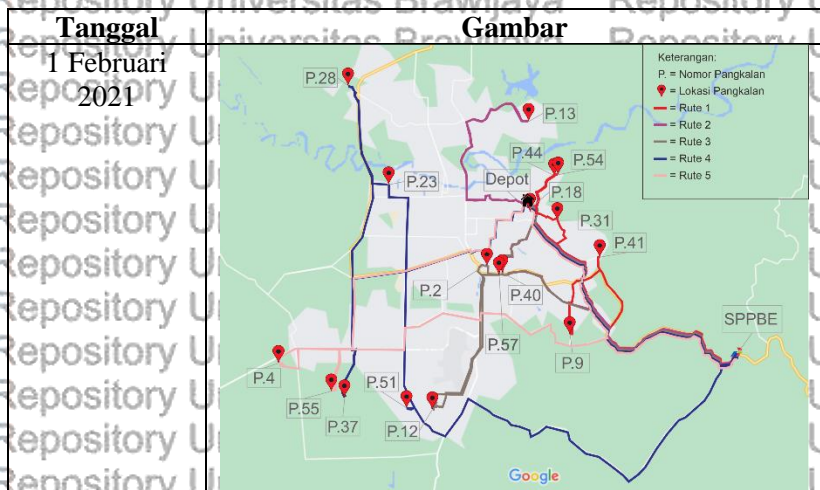 Repository Universitas Brawijaya Repository
Tanggal Gambar
1 Februari
2021
Keterangan:
P. = Nomor Pangkalan
= Lokasi Pangkalan
= Rute 1
= Rute 2
= Rute 3
= Rute 4
= Rute 5
P.28
P.13
P.44
P.54
P.23
Depot
P.18
P.31
P.41
P.2
P.40
SPPBE
P.57
P.9
P.4
P.51
P.55
P.37
P.12
Google